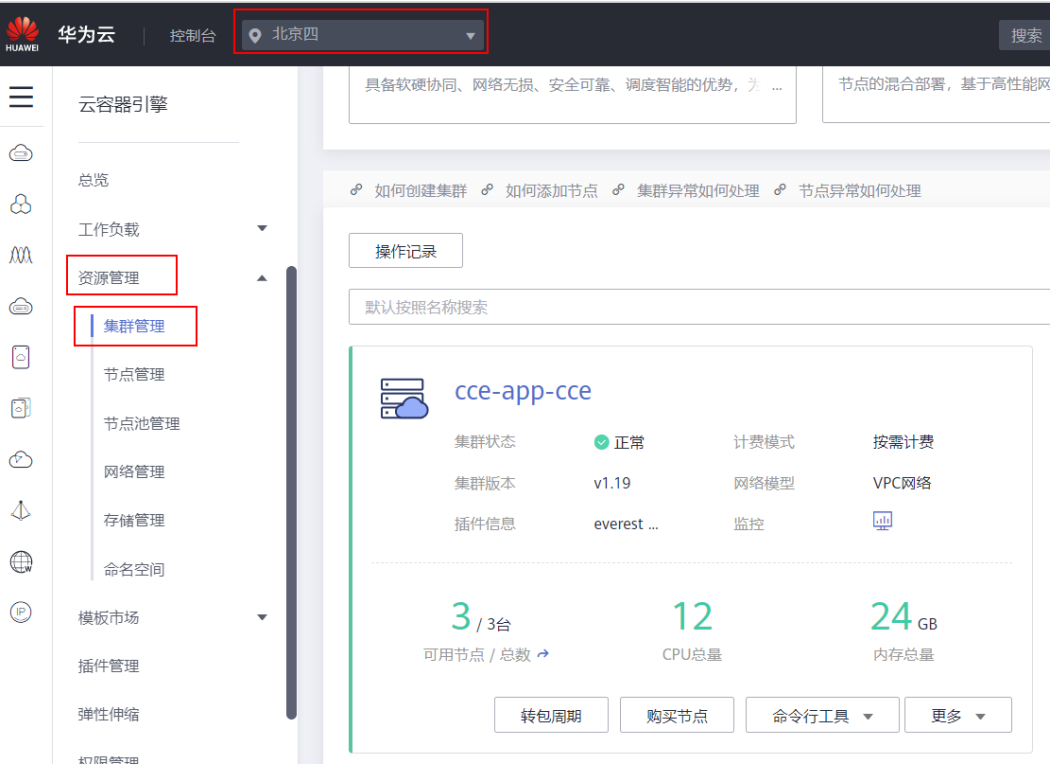 HUAWEI
华为云
控制台
北京四
搜索
云容器引擎
总览
工作负载
资源管理
集群管理
节点管理
节点池管理
网络管理
存储管理
命名空间
模板市场
插件管理
弹性伸缩
权限管理
具备软硬协同、网络无损、安全可靠、调度智能的优势，为 ...
节点的混合部署，基于高性能网
如何创建集群 如何添加节点 集群异常如何处理 节点异常如何处理
操作记录
默认按照名称搜索
cce-app-cce
集群状态 正常 计费模式 按需计费
集群版本 v1.19 网络模型 VPC网络
插件信息 everest ... 监控
3 / 3台 12 24 GB
可用节点 / 总数 CPU总量 内存总量
转包周期 购买节点 命令行工具 更多
W
IP